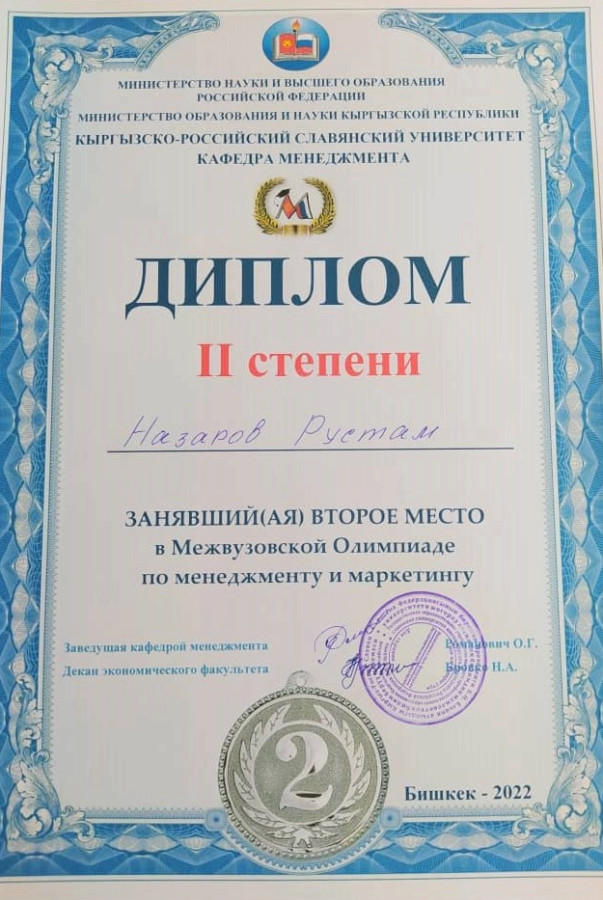 МИНИСТЕРСТВО НАУКИ И ВЫСШЕГО ОБРАЗОВАНИЯ
РОССИЙСКОЙ ФЕДЕРАЦИИ
МИНИСТЕРСТВО ОБРАЗОВАНИЯ И НАУКИ КЫРГЫЗСКОЙ РЕСПУБЛИКИ
КЫРГЫЗСКО-РОССИЙСКИЙ СЛАВЯНСКИЙ УНИВЕРСИТЕТ
КАФЕДРА МЕНЕДЖМЕНТА
ДИПЛОМ
II степени
Назаров Рустам
ЗАНЯВШИЙ(АЯ) ВТОРОЕ МЕСТО
в Межвузовской Олимпиаде
по менеджменту и маркетингу
Заведущая кафедрой менеджмента Романович О.Г.
Декан экономического факультета Бровко Н.А.
2
Бишкек - 2022